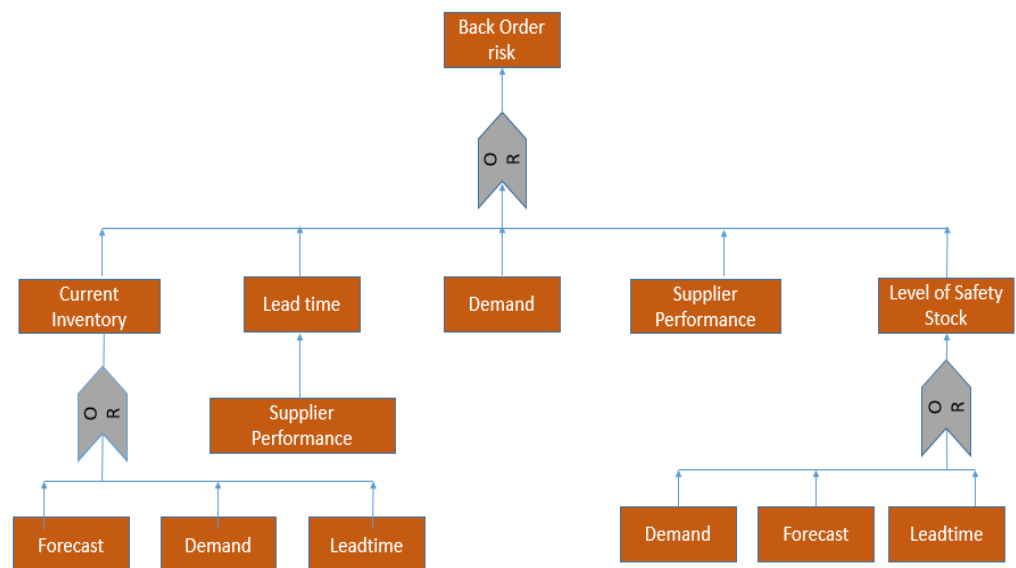 Back Order
risk
O R
Current
Inventory
Lead time
Demand
Supplier
Performance
Level of Safety
Stock
O R
Supplier
Performance
O R
Forecast
Demand
Leadtime
Demand
Forecast
Leadtime